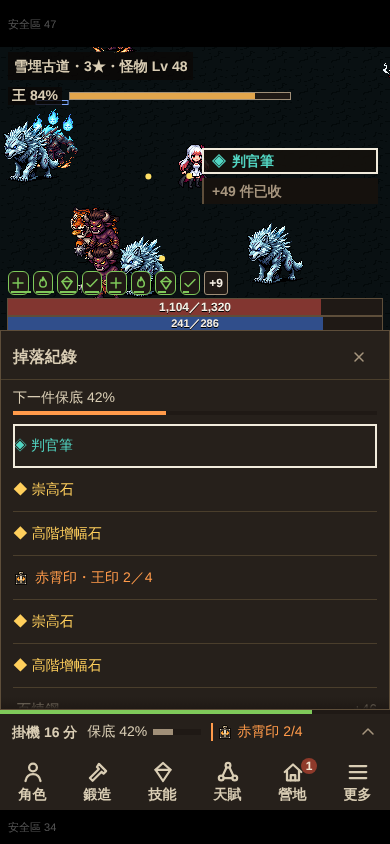 安全區 47
雪埋古道・3★・怪物 Lv 48
王 84%
◈ 判官筆
+49 件已收
+9
1,104／1,320
241／286
掉落紀錄
×
下一件保底 42%
◈ 判官筆
◆ 崇高石
◆ 高階增幅石
赤霄印・王印 2／4
◆ 崇高石
◆ 高階增幅石
掛機 16 分 保底 42% 赤霄印 2/4
1
角色 鍛造 技能 天賦 營地 更多
安全區 34